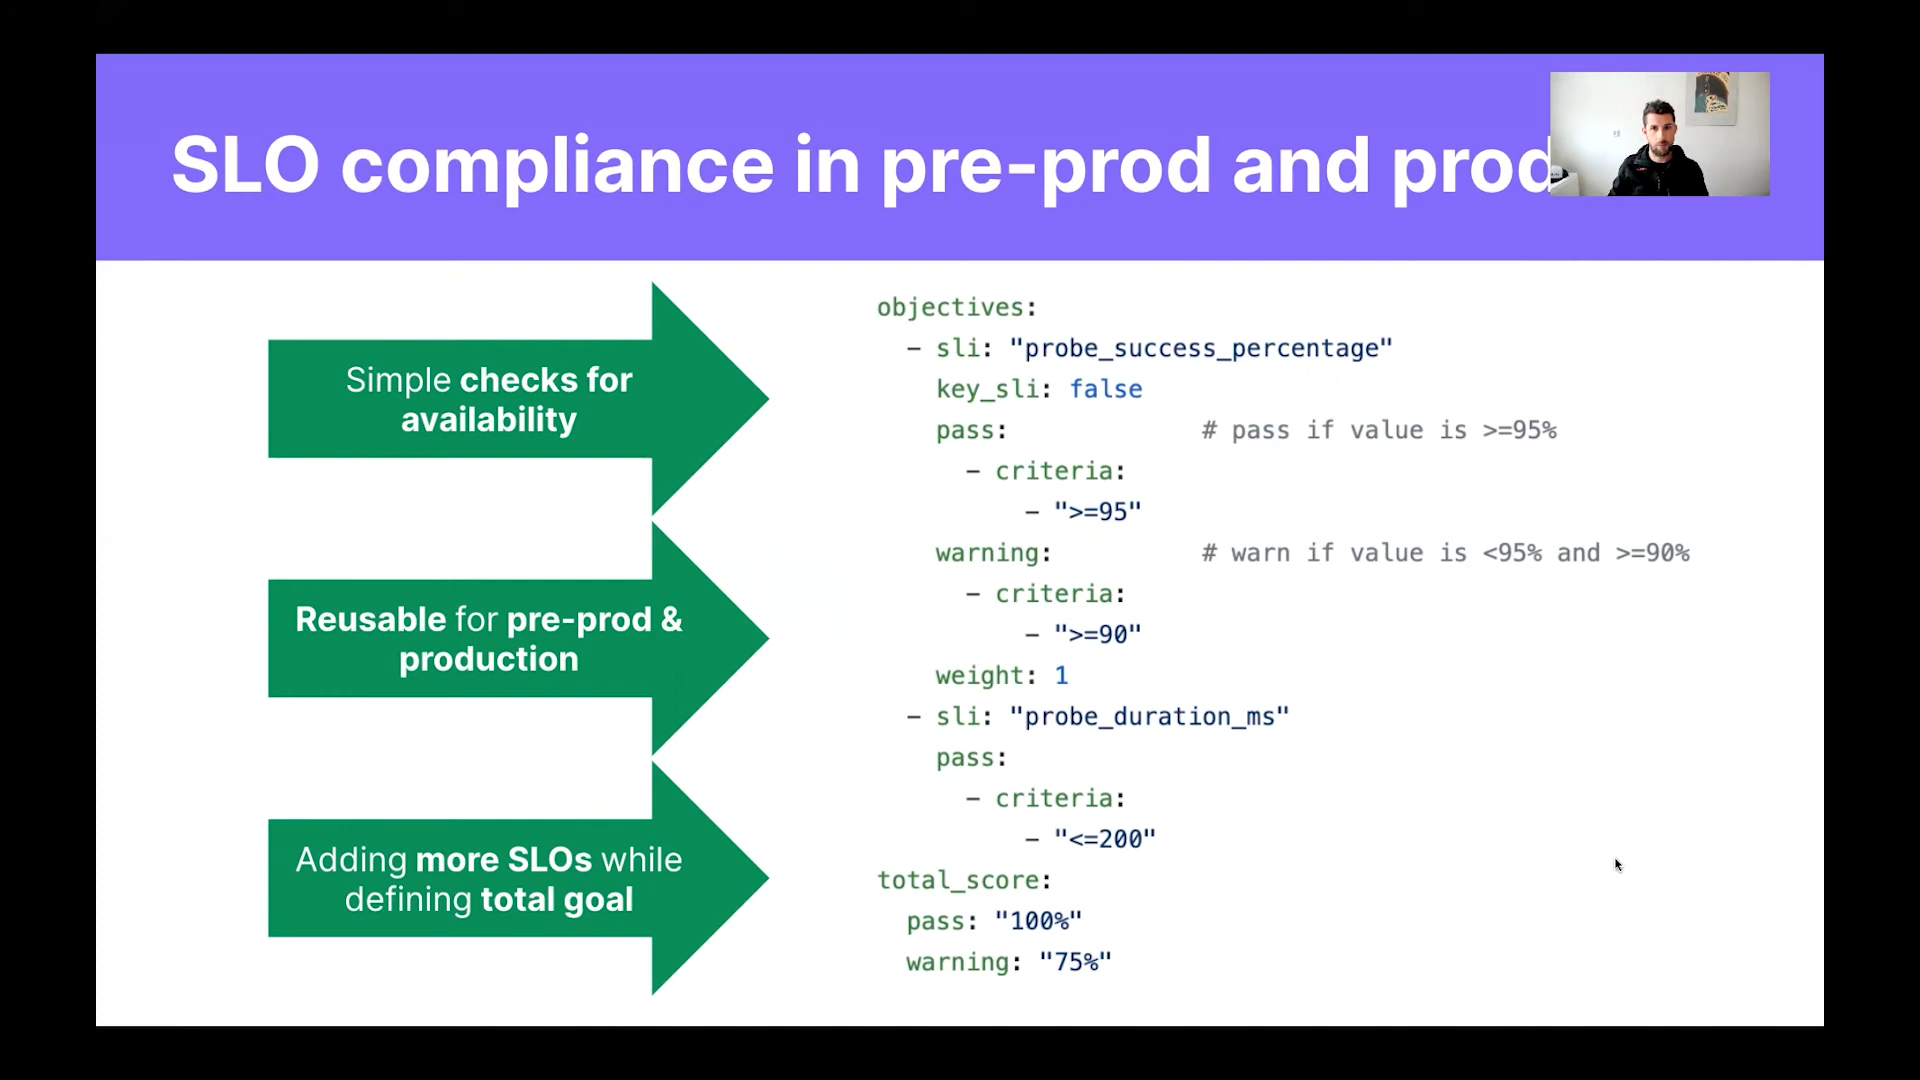 SLO compliance in pre-prod and prod
Simple checks for
availability
Reusable for pre-prod &
production
Adding more SLOs while
defining total goal
objectives:
  - sli: "probe_success_percentage"
    key_sli: false
    pass:             # pass if value is >=95%
      - criteria:
          - ">=95"
    warning:          # warn if value is <95% and >=90%
      - criteria:
          - ">=90"
    weight: 1
  - sli: "probe_duration_ms"
    pass:
      - criteria:
          - "<=200"
total_score:
  pass: "100%"
  warning: "75%"